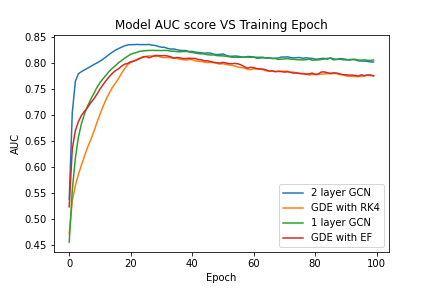 Model AUC score VS Training Epoch
AUC
0.85
0.80
0.75
0.70
0.65
0.60
0.55
0.50
0.45
2 layer GCN
GDE with RK4
1 layer GCN
GDE with EF
0 20 40 60 80 100
Epoch